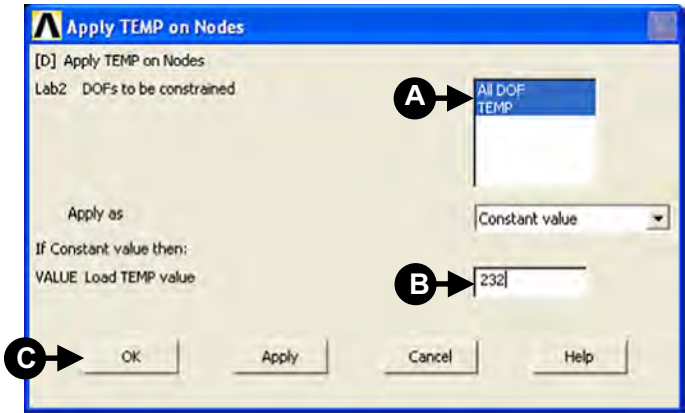 Apply TEMP on Nodes
[D] Apply TEMP on Nodes
Lab2 DOFs to be constrained
A
All DOF
TEMP
Apply as
Constant value
If Constant value then:
VALUE Load TEMP value
B
232
C
OK
Apply
Cancel
Help